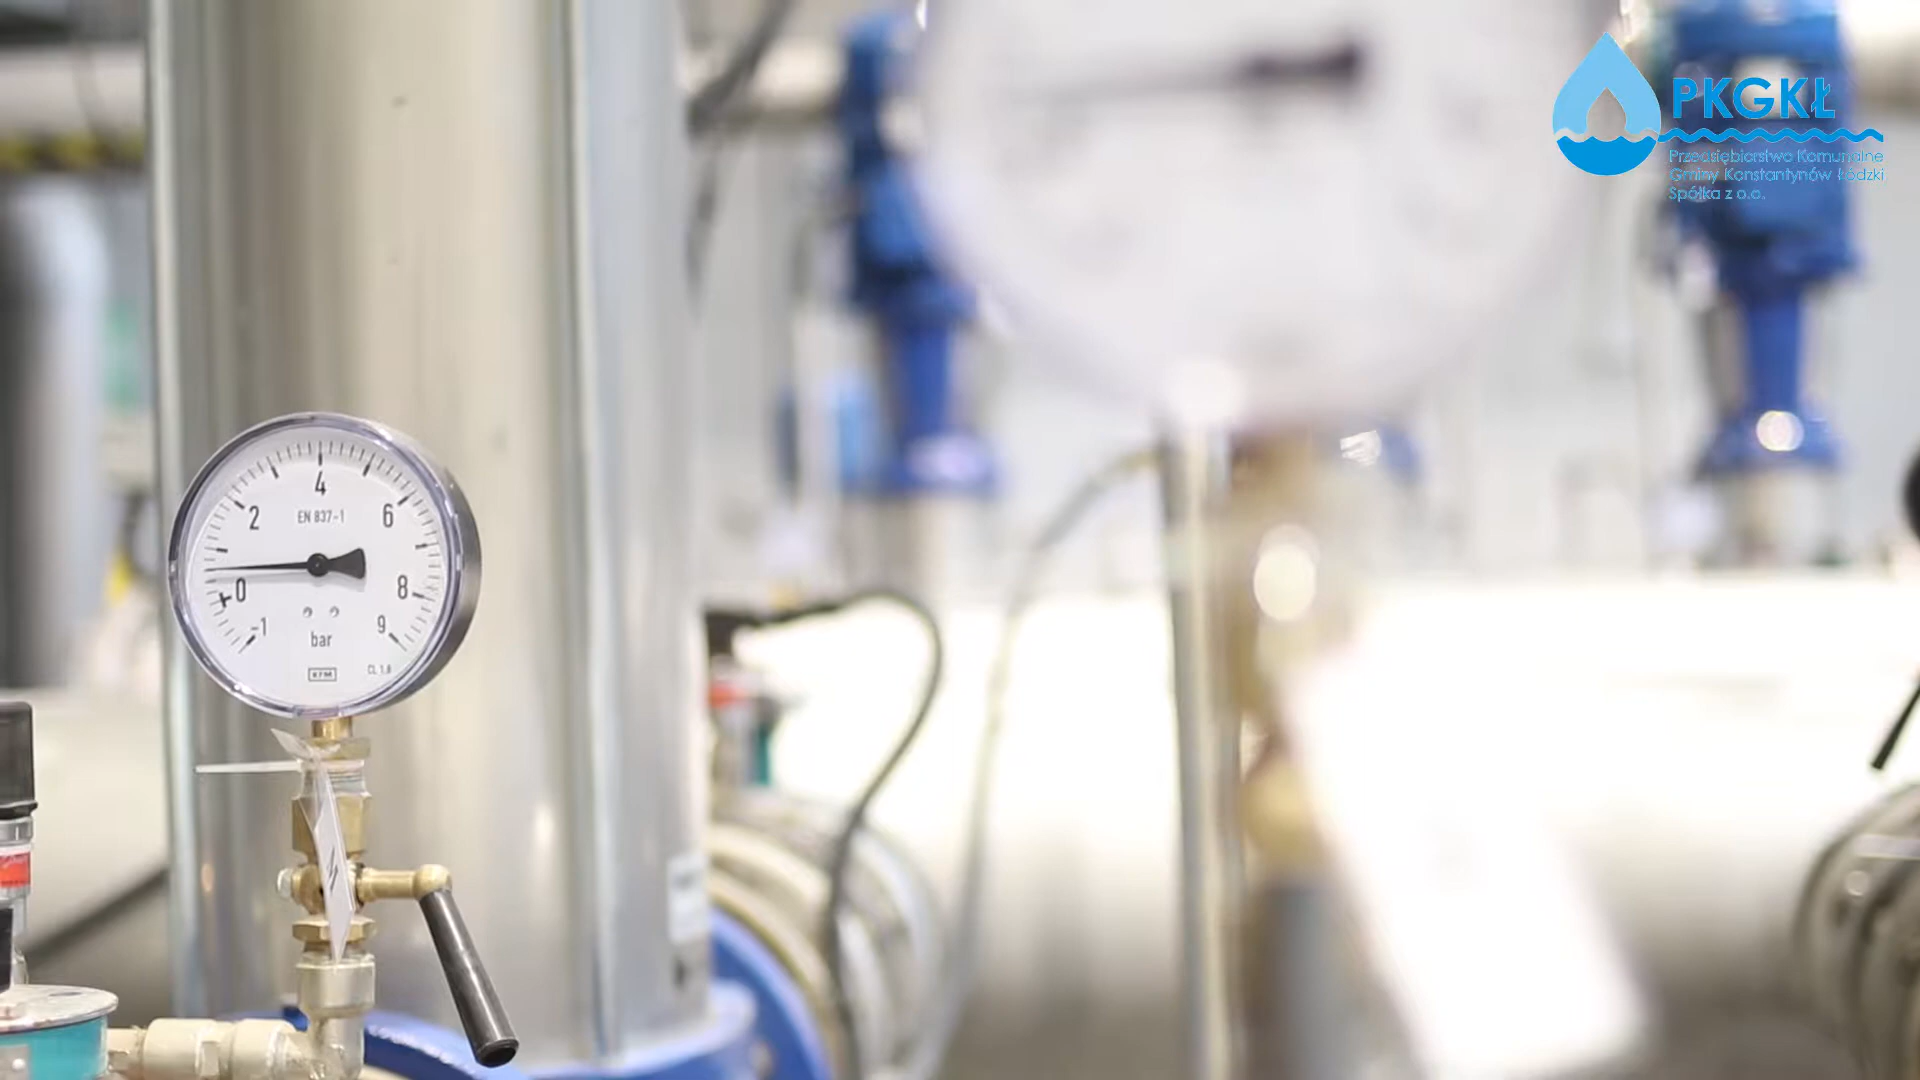 PKGKŁ
Przedsiębiorstwo Komunalne
Gminy Konstantynów Łódzki
Spółka z o.o.
4
2
EN 837-1
6
0
8
-1
9
bar
KFM
CL 1.6